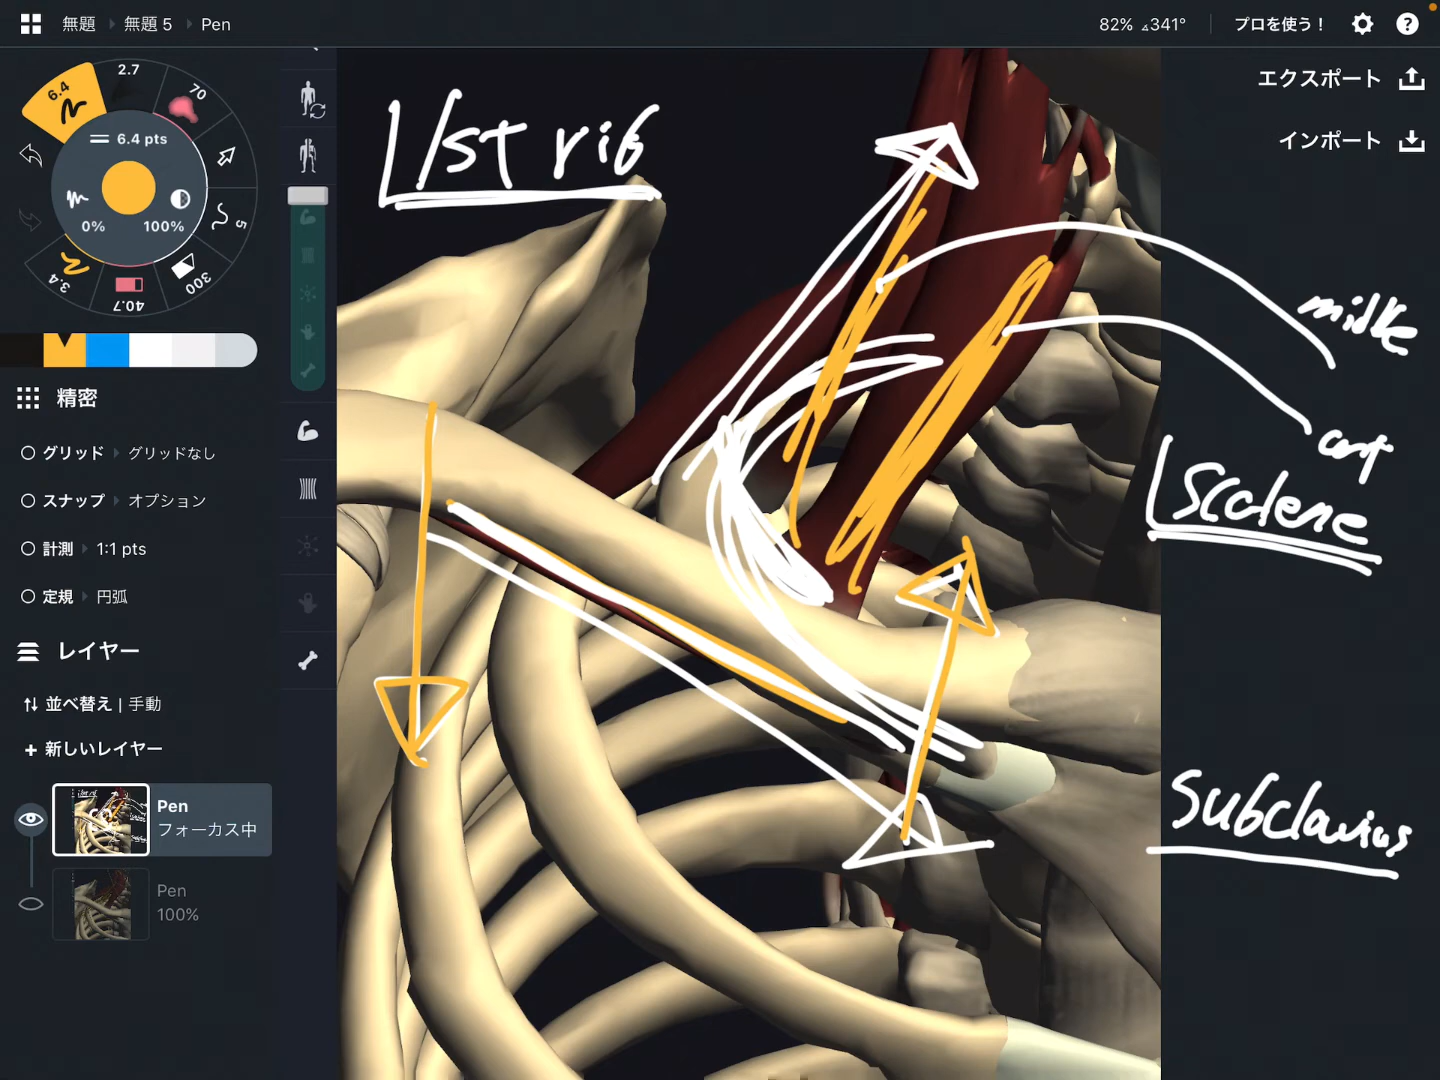 無題 無題 5 Pen
82% ∡341° プロを使う！
エクスポート
インポート
6.4
2.7
70
6.4 pts
5
0% 100%
3.4
40.7
300
精密
グリッド グリッドなし
スナップ オプション
計測 1:1 pts
定規 円弧
レイヤー
並べ替え | 手動
+ 新しいレイヤー
Pen
フォーカス中
Pen
100%
1st rib
Scalene
Subclavius